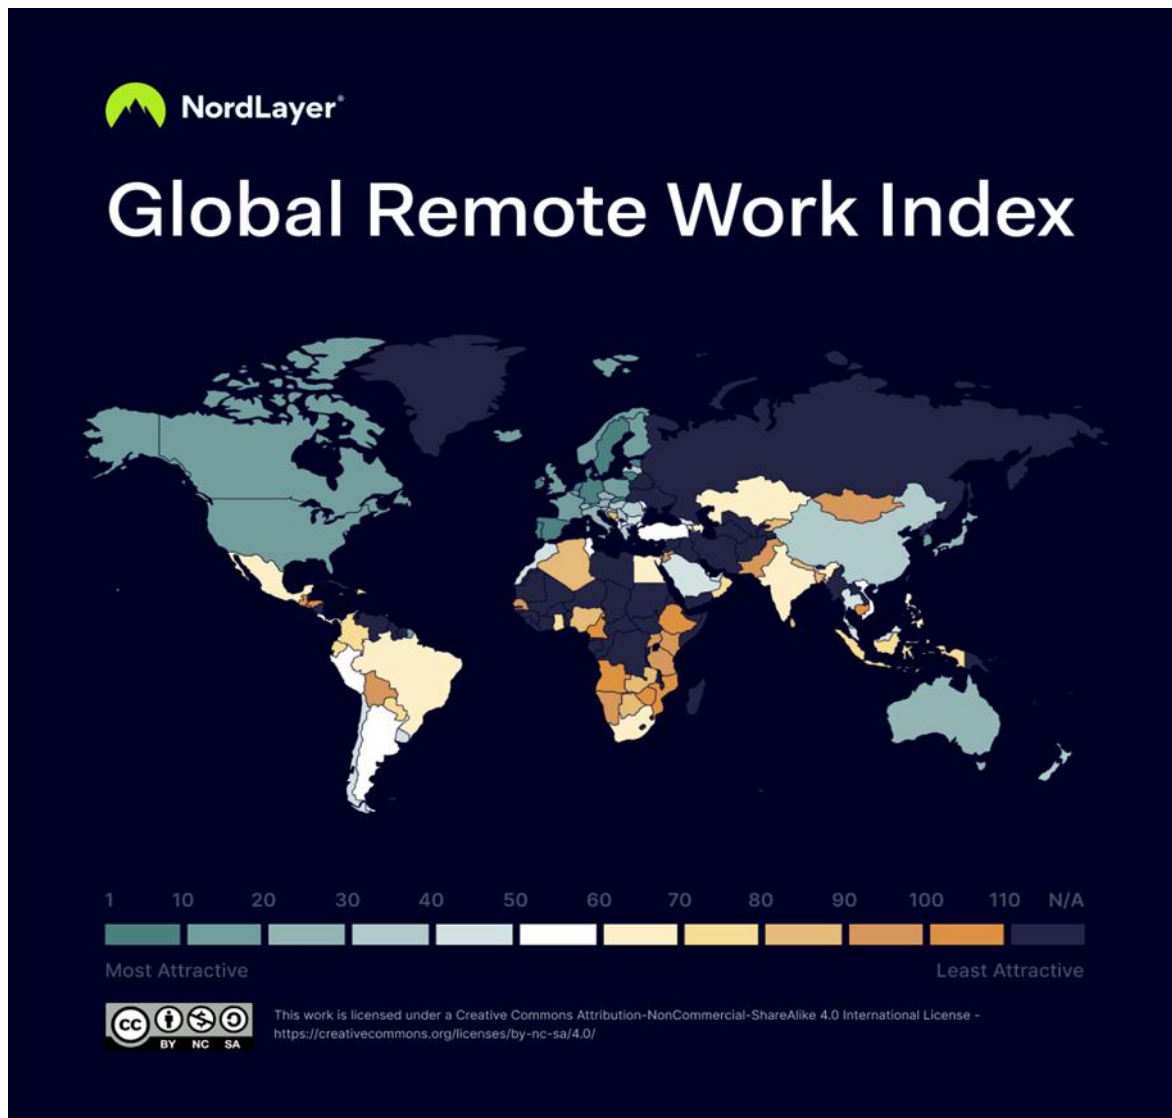 NordLayer®
Global Remote Work Index
1 10 20 30 40 50 60 70 80 90 100 110 N/A
Most Attractive Least Attractive
cc BY NC SA
This work is licensed under a Creative Commons Attribution-NonCommercial-ShareAlike 4.0 International License -
https://creativecommons.org/licenses/by-nc-sa/4.0/